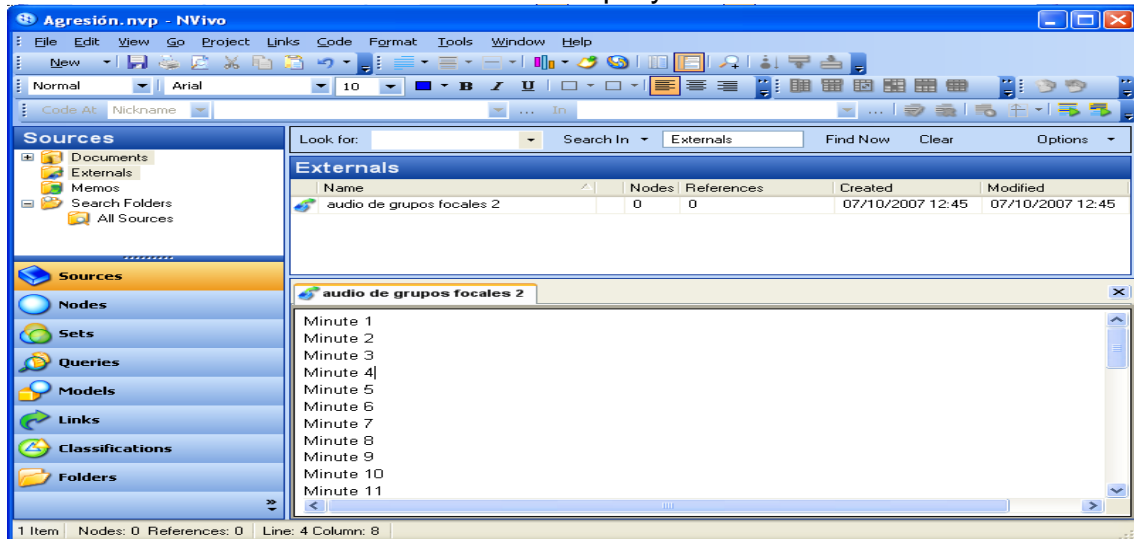 Agresión.nvp - NVivo
File Edit View Go Project Links Code Format Tools Window Help
New
Normal Arial 10 B I U
Code At Nickname ... In ...
Sources
Look for: Search In Externals Find Now Clear Options
Documents
Externals
Memos
Search Folders
All Sources
Externals
Name Nodes References Created Modified
audio de grupos focales 2 0 0 07/10/2007 12:45 07/10/2007 12:45
Sources
Nodes
Sets
Queries
Models
Links
Classifications
Folders
audio de grupos focales 2
Minute 1
Minute 2
Minute 3
Minute 4
Minute 5
Minute 6
Minute 7
Minute 8
Minute 9
Minute 10
Minute 11
1 Item Nodes: 0 References: 0 Line: 4 Column: 8